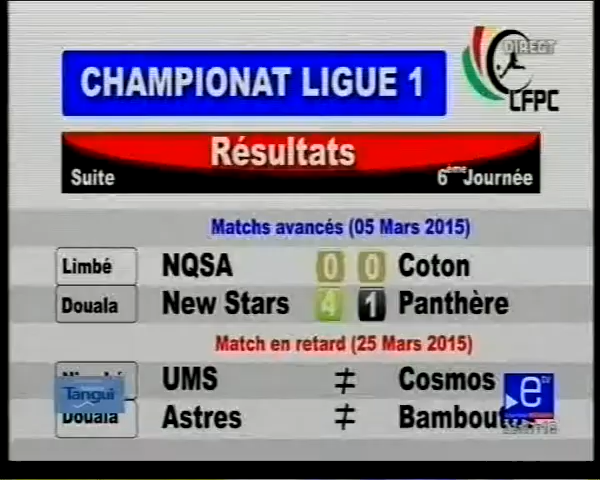 DIRECT
CHAMPIONAT LIGUE 1
LFPC
Résultats
Suite 6ème Journée
Matchs avancés (05 Mars 2015)
Limbé NQSA 0 0 Coton
Douala New Stars 4 1 Panthère
Match en retard (25 Mars 2015)
UMS ≠ Cosmos
Tangui
e tv
Douala Astres ≠